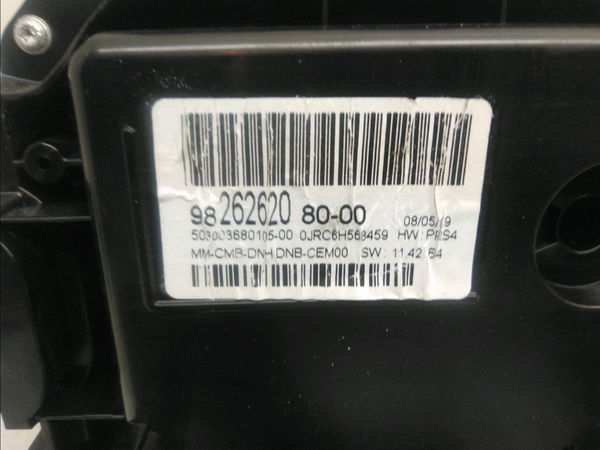 98 262620 80-00 08/05/19
503003680105-00 0JRC6H568459 HW: PRS4
MM-CMB-DNH DNB-CEM00 SW: 11.42.64